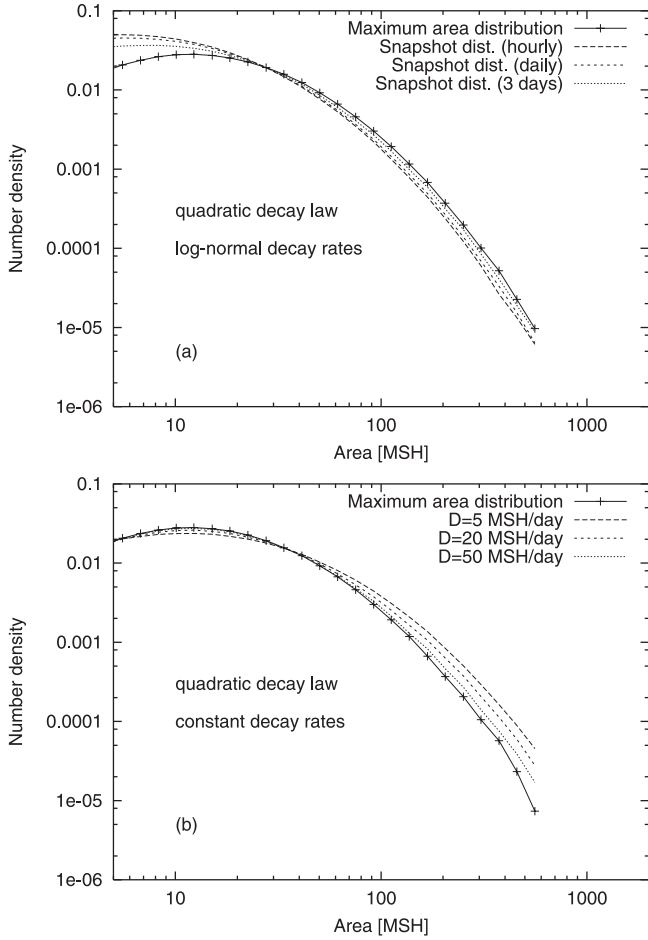 Number density
0.1
0.01
0.001
0.0001
1e-05
1e-06
Maximum area distribution
Snapshot dist. (hourly)
Snapshot dist. (daily)
Snapshot dist. (3 days)
quadratic decay law
log-normal decay rates
(a)
10
100
1000
Area [MSH]
Number density
0.1
0.01
0.001
0.0001
1e-05
1e-06
Maximum area distribution
D=5 MSH/day
D=20 MSH/day
D=50 MSH/day
quadratic decay law
constant decay rates
(b)
10
100
1000
Area [MSH]